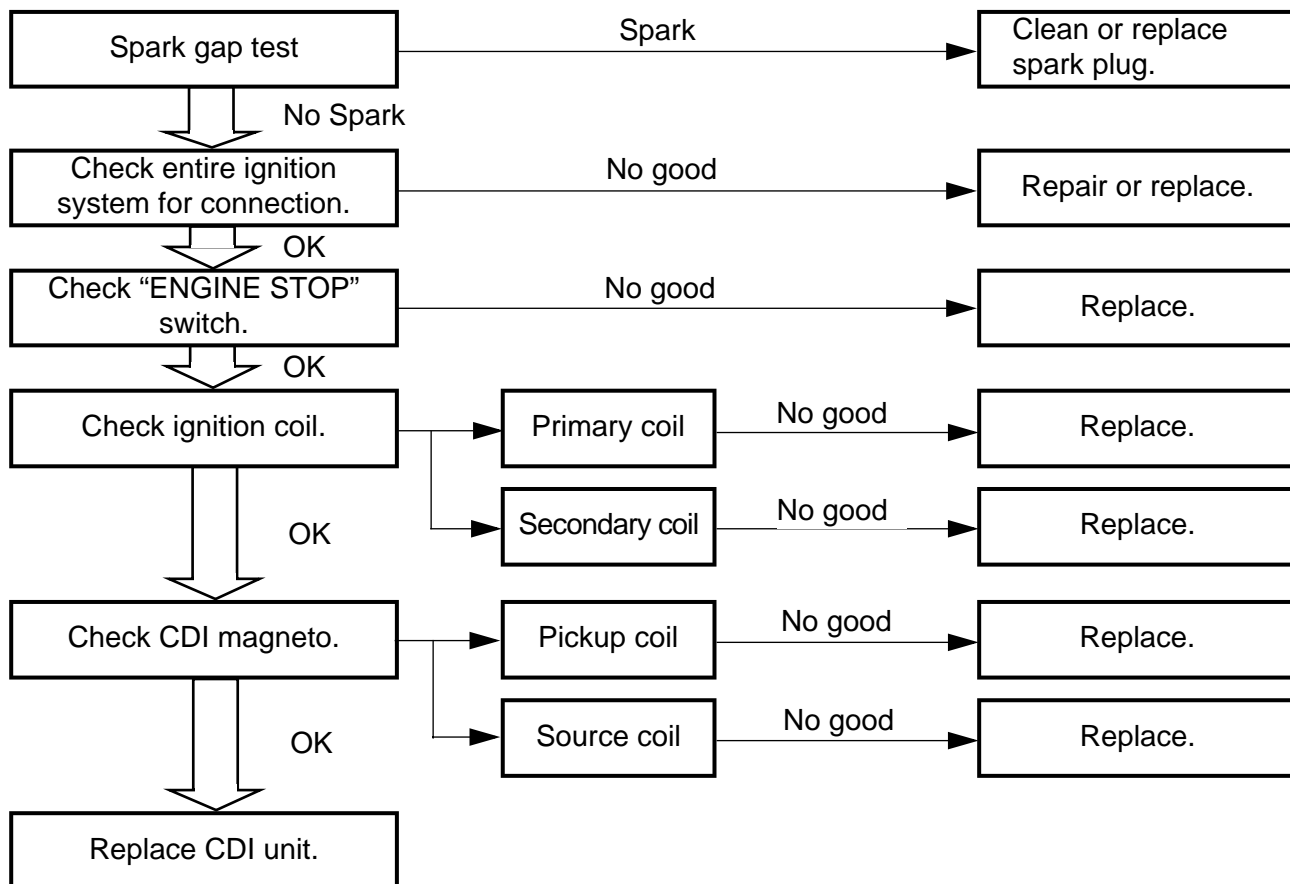 Spark gap test
Spark
Clean or replace
spark plug.
No Spark
Check entire ignition
system for connection.
No good
Repair or replace.
OK
Check “ENGINE STOP”
switch.
No good
Replace.
OK
Check ignition coil.
Primary coil
No good
Replace.
Secondary coil
No good
Replace.
OK
Check CDI magneto.
Pickup coil
No good
Replace.
Source coil
No good
Replace.
OK
Replace CDI unit.